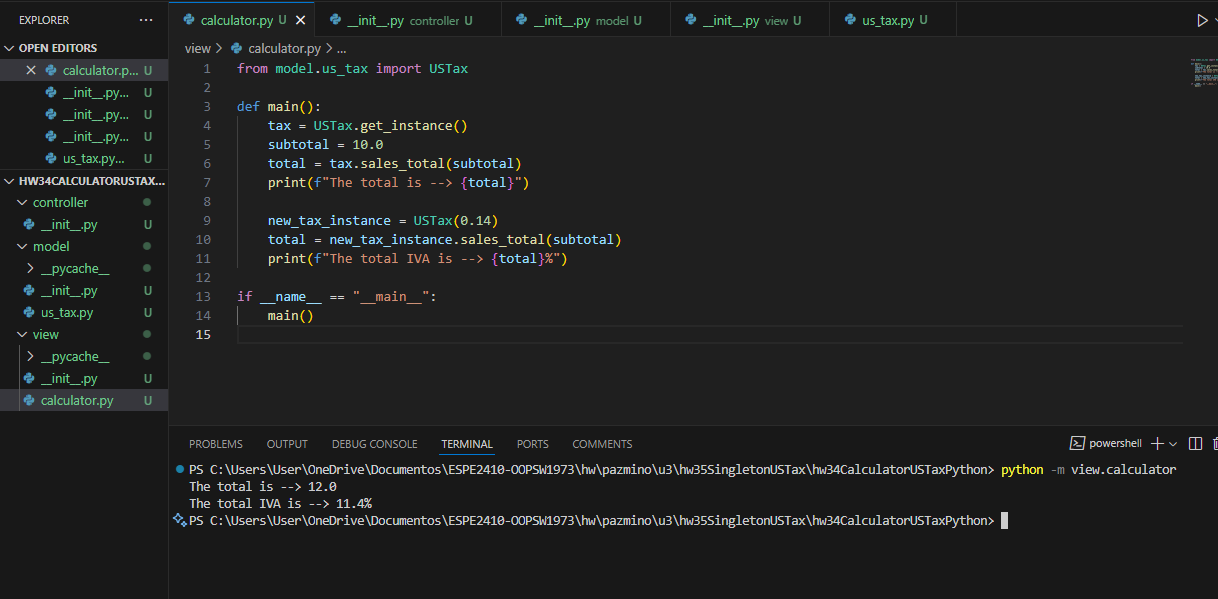 EXPLORER ...
OPEN EDITORS
calculator.p... U
__init__.py... U
__init__.py... U
__init__.py... U
us_tax.py... U
HW34CALCULATORUSTAX...
controller
__init__.py U
model
__pycache__
__init__.py U
us_tax.py U
view
__pycache__
__init__.py U
calculator.py U
calculator.py U
__init__.py controller U
__init__.py model U
__init__.py view U
us_tax.py U
view > calculator.py > ...
1 from model.us_tax import USTax
2
3 def main():
4 tax = USTax.get_instance()
5 subtotal = 10.0
6 total = tax.sales_total(subtotal)
7 print(f"The total is --> {total}")
8
9 new_tax_instance = USTax(0.14)
10 total = new_tax_instance.sales_total(subtotal)
11 print(f"The total IVA is --> {total}%")
12
13 if __name__ == "__main__":
14 main()
15
PROBLEMS OUTPUT DEBUG CONSOLE TERMINAL PORTS COMMENTS
powershell
PS C:\Users\User\OneDrive\Documentos\ESPE2410-OOPSW1973\hw\pazmino\u3\hw35SingletonUSTax\hw34CalculatorUSTaxPython> python -m view.calculator
The total is --> 12.0
The total IVA is --> 11.4%
PS C:\Users\User\OneDrive\Documentos\ESPE2410-OOPSW1973\hw\pazmino\u3\hw35SingletonUSTax\hw34CalculatorUSTaxPython>